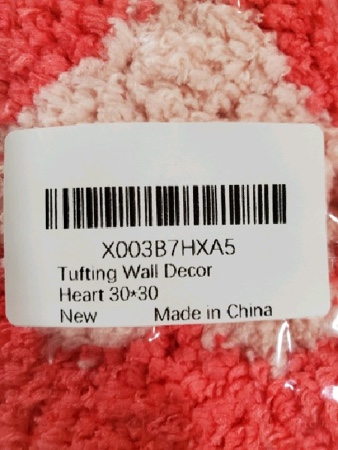 X003B7HXA5
Tufting Wall Decor
Heart 30*30
New Made in China